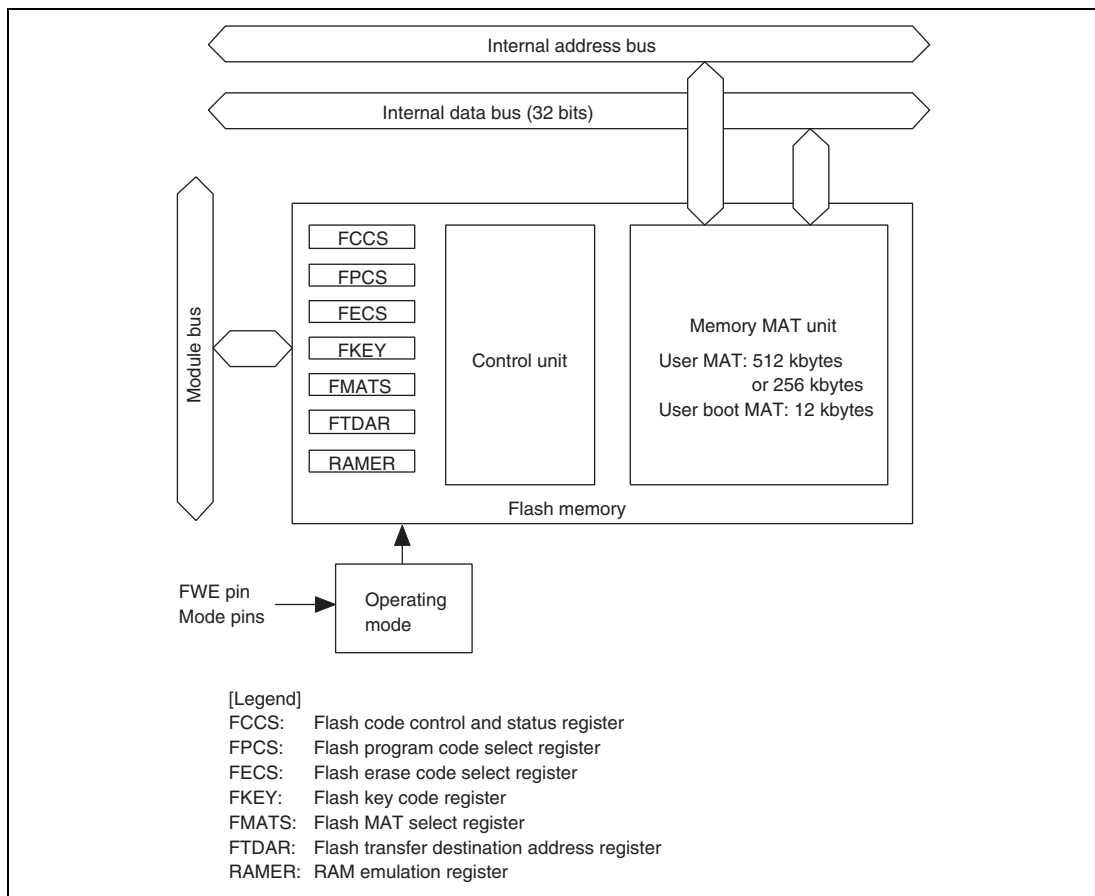 Internal address bus
Internal data bus (32 bits)
Module bus
FCCS
FPCS
FECS
FKEY
FMATS
FTDAR
RAMER
Control unit
Memory MAT unit
User MAT: 512 kbytes
or 256 kbytes
User boot MAT: 12 kbytes
Flash memory
FWE pin
Mode pins
Operating
mode
[Legend]
FCCS: Flash code control and status register
FPCS: Flash program code select register
FECS: Flash erase code select register
FKEY: Flash key code register
FMATS: Flash MAT select register
FTDAR: Flash transfer destination address register
RAMER: RAM emulation register